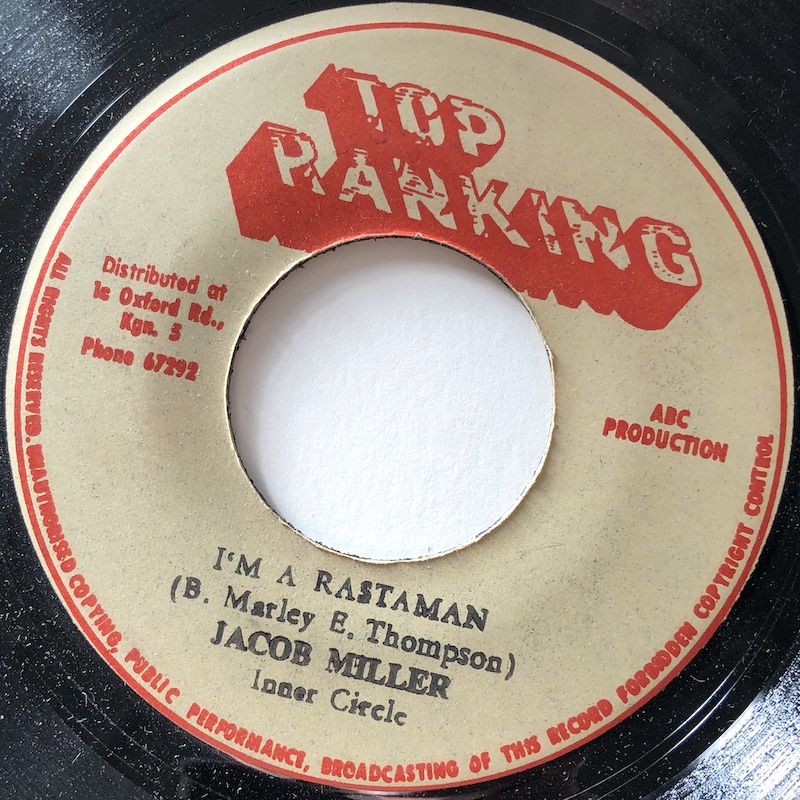 TOP
RANKING
Distributed at
1c Oxford Rd.,
Kgn. 5
Phone 67292
ABC
PRODUCTION
I'M A RASTAMAN
(B. Marley E. Thompson)
JACOB MILLER
Inner Circle
ALL RIGHTS RESERVED. UNAUTHORISED COPYING, PUBLIC PERFORMANCE, BROADCASTING OF THIS RECORD FORBIDDEN COPYRIGHT CONTROL